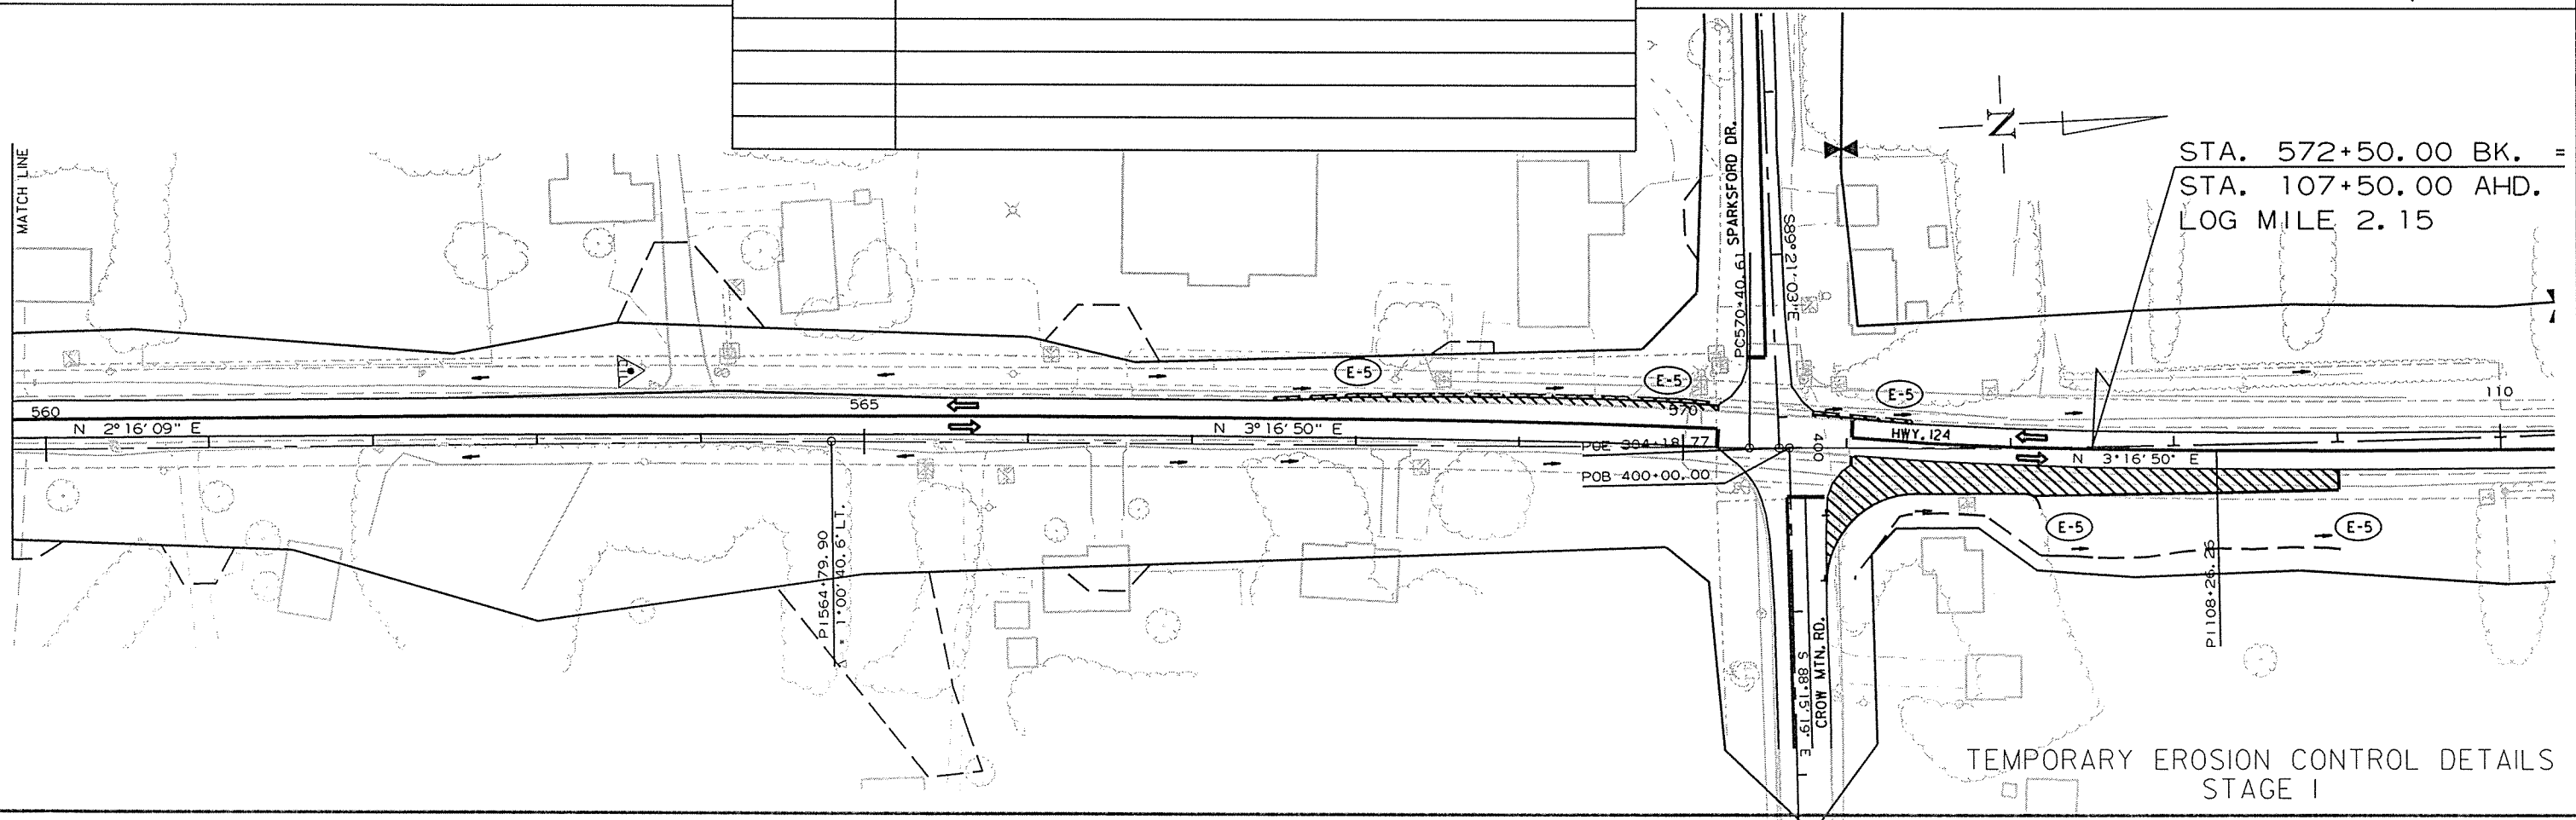 MATCH LINE
SPARKSFORD DR.
PC570+40.61
S89°21'03"E
N
STA. 572+50.00 BK. =
STA. 107+50.00 AHD.
LOG MILE 2.15
E-5
E-5
E-5
560
565
570
110
N 2°16'09" E
N 3°16'50" E
HWY. 124
400
POE 394+18.77
POB 400+00.00
N 3°16'50" E
E-5
E-5
PI564+79.90
1°00'40.6" LT.
PI108+26.26
CROW MTN. RD.
S 88°15'19" E
TEMPORARY EROSION CONTROL DETAILS
STAGE I